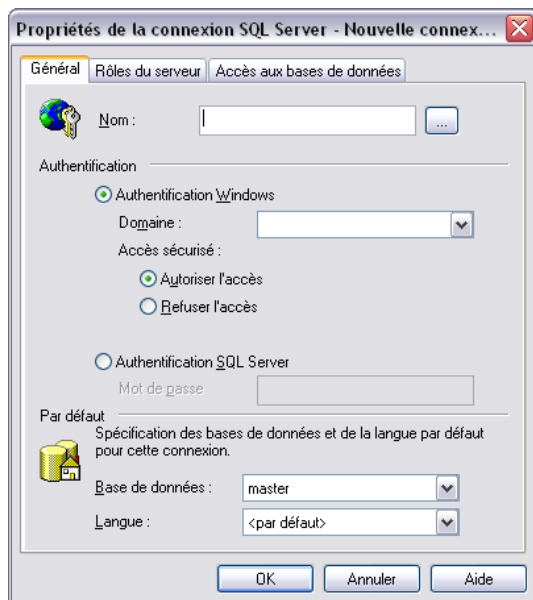 Propriétés de la connexion SQL Server - Nouvelle connex...
Général Rôles du serveur Accès aux bases de données
Nom : ...
Authentification
Authentification Windows
Domaine :
Accès sécurisé :
Autoriser l'accès
Refuser l'accès
Authentification SQL Server
Mot de passe
Par défaut
Spécification des bases de données et de la langue par défaut
pour cette connexion.
Base de données : master
Langue : <par défaut>
OK Annuler Aide